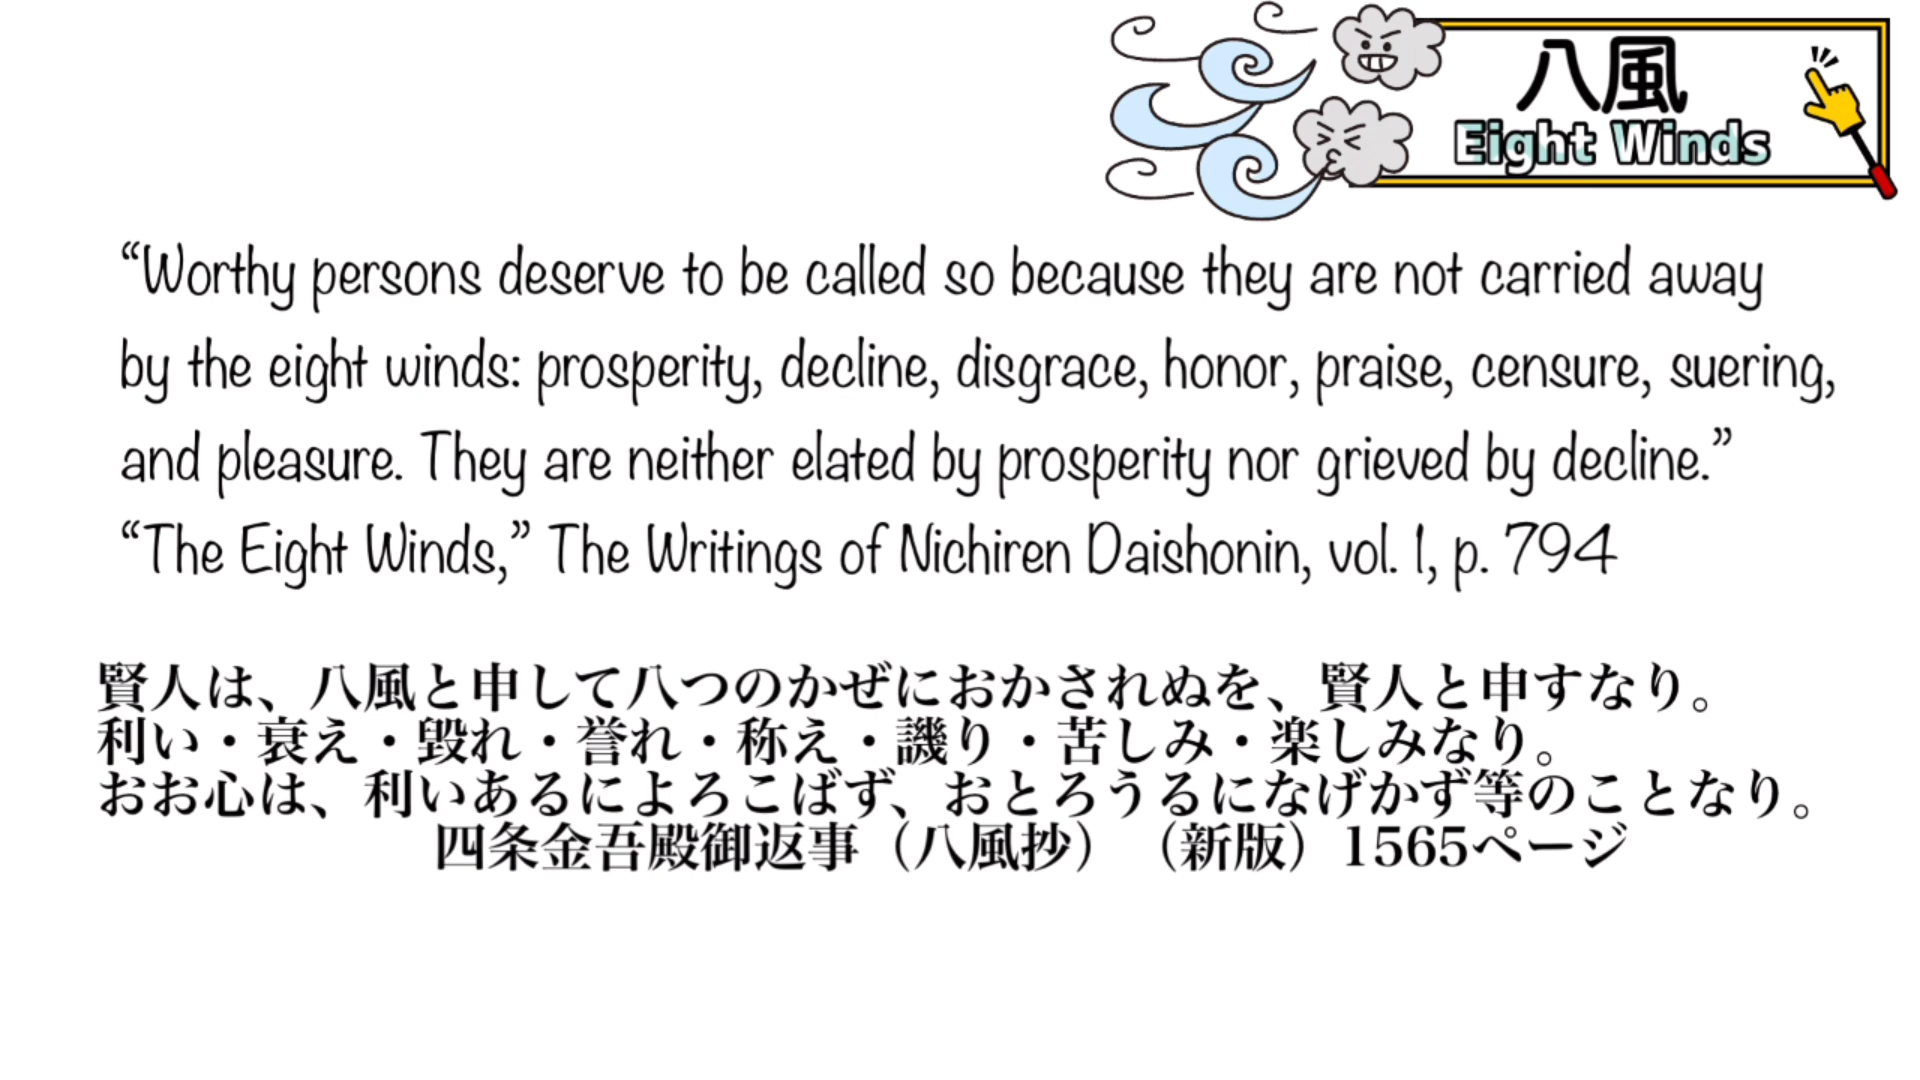 八風
Eight Winds
“Worthy persons deserve to be called so because they are not carried away
by the eight winds: prosperity, decline, disgrace, honor, praise, censure, suering,
and pleasure. They are neither elated by prosperity nor grieved by decline.”
“The Eight Winds,” The Writings of Nichiren Daishonin, vol. 1, p. 794
賢人は、八風と申して八つのかぜにおかされぬを、賢人と申すなり。
利い・衰え・毀れ・誉れ・称え・譏り・苦しみ・楽しみなり。
おお心は、利いあるによろこばず、おとろうるになげかず等のことなり。
四条金吾殿御返事（八風抄）（新版）1565ページ